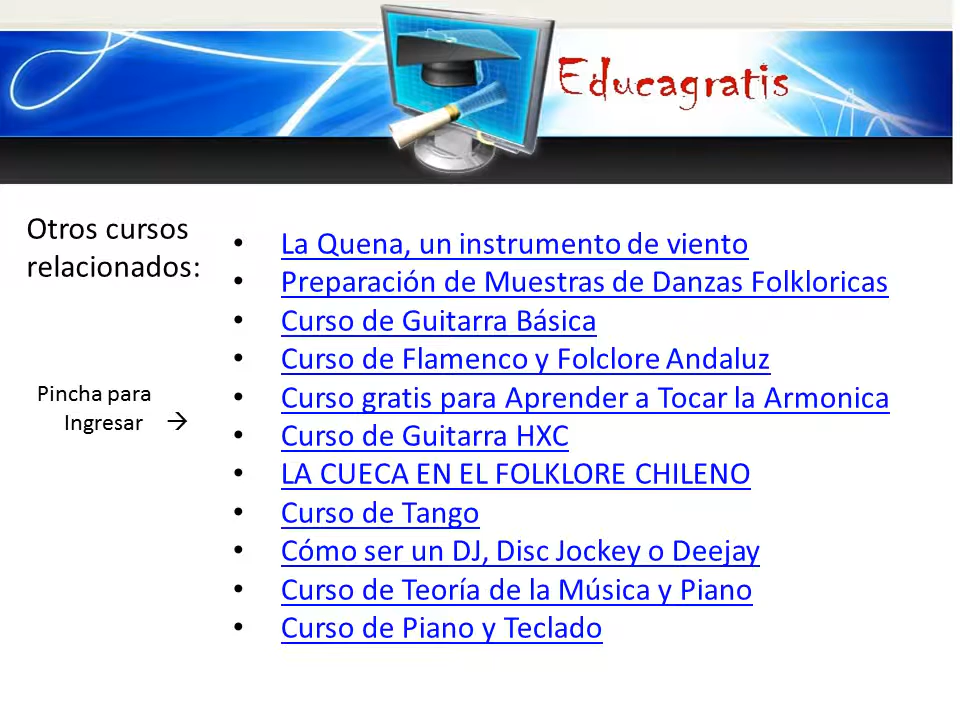 Educagratis
Otros cursos
relacionados:
Pincha para
Ingresar →
• La Quena, un instrumento de viento
• Preparación de Muestras de Danzas Folkloricas
• Curso de Guitarra Básica
• Curso de Flamenco y Folclore Andaluz
• Curso gratis para Aprender a Tocar la Armonica
• Curso de Guitarra HXC
• LA CUECA EN EL FOLKLORE CHILENO
• Curso de Tango
• Cómo ser un DJ, Disc Jockey o Deejay
• Curso de Teoría de la Música y Piano
• Curso de Piano y Teclado